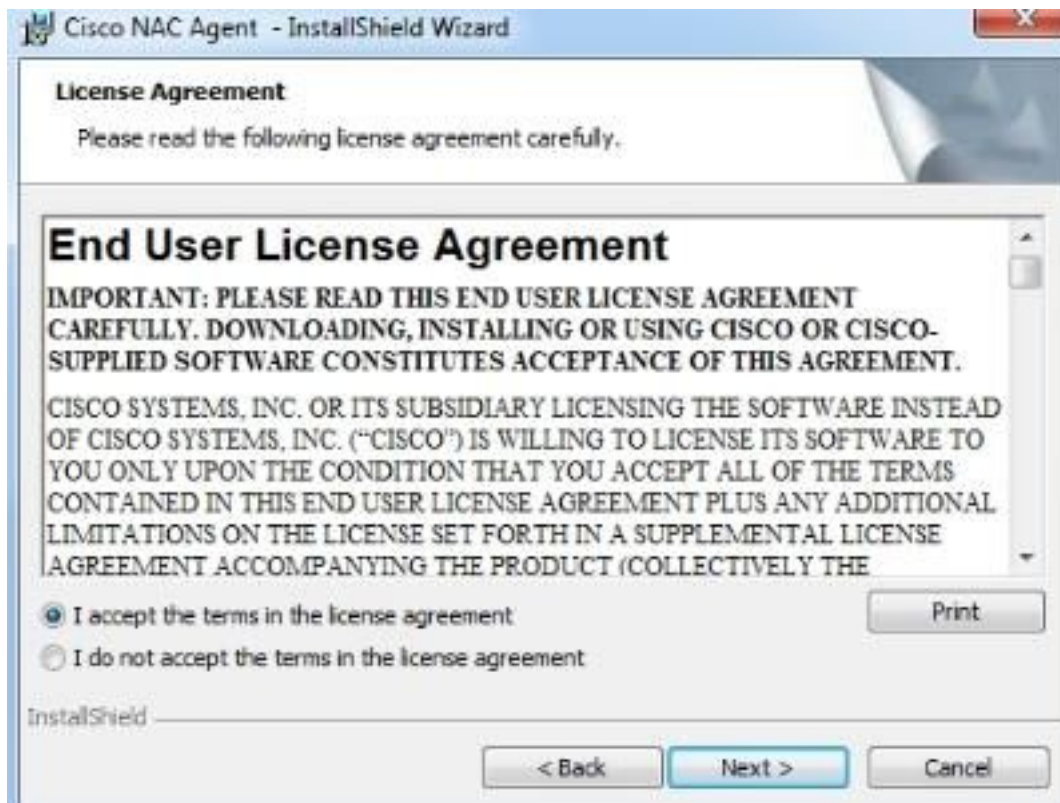 Cisco NAC Agent - InstallShield Wizard
License Agreement
Please read the following license agreement carefully.
End User License Agreement
IMPORTANT: PLEASE READ THIS END USER LICENSE AGREEMENT
CAREFULLY. DOWNLOADING, INSTALLING OR USING CISCO OR CISCO-
SUPPLIED SOFTWARE CONSTITUTES ACCEPTANCE OF THIS AGREEMENT.
CISCO SYSTEMS, INC. OR ITS SUBSIDIARY LICENSING THE SOFTWARE INSTEAD
OF CISCO SYSTEMS, INC. (“CISCO”) IS WILLING TO LICENSE ITS SOFTWARE TO
YOU ONLY UPON THE CONDITION THAT YOU ACCEPT ALL OF THE TERMS
CONTAINED IN THIS END USER LICENSE AGREEMENT PLUS ANY ADDITIONAL
LIMITATIONS ON THE LICENSE SET FORTH IN A SUPPLEMENTAL LICENSE
AGREEMENT ACCOMPANYING THE PRODUCT (COLLECTIVELY THE
I accept the terms in the license agreement
Print
I do not accept the terms in the license agreement
InstallShield
< Back
Next >
Cancel